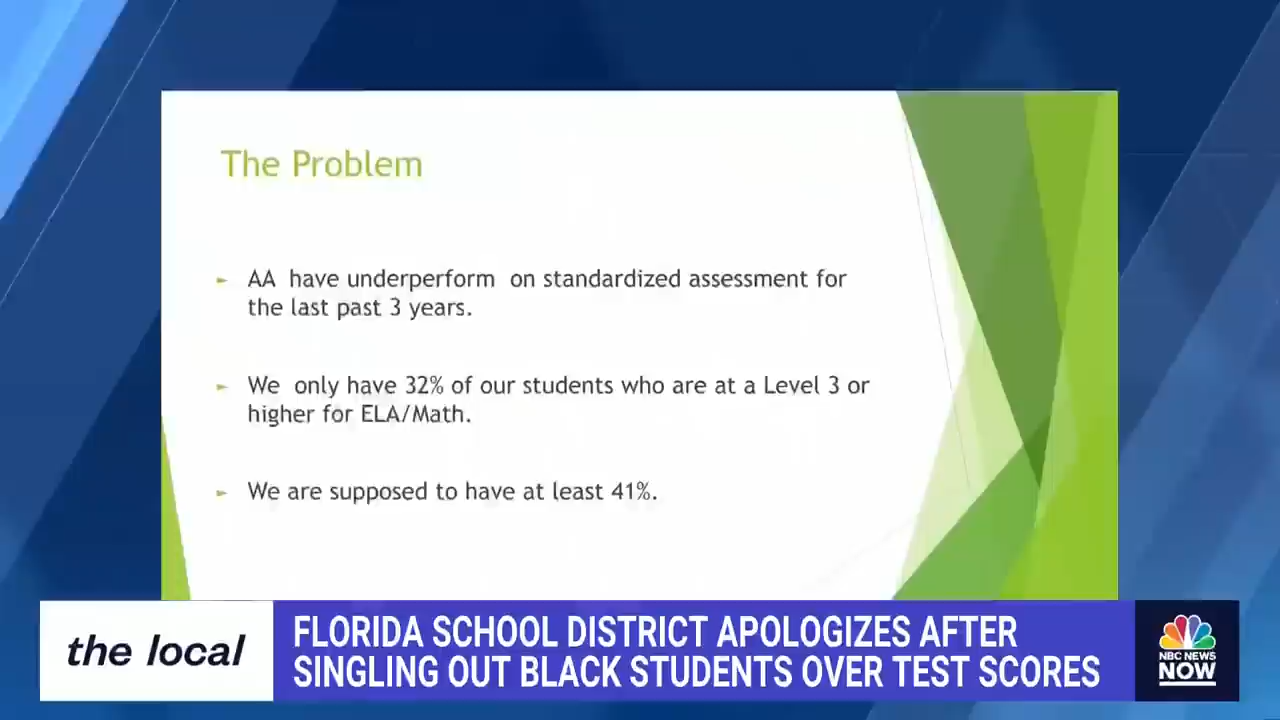 The Problem
AA have underperform on standardized assessment for
the last past 3 years.
We only have 32% of our students who are at a Level 3 or
higher for ELA/Math.
We are supposed to have at least 41%.
the local
FLORIDA SCHOOL DISTRICT APOLOGIZES AFTER
SINGLING OUT BLACK STUDENTS OVER TEST SCORES
NBC NEWS
NOW